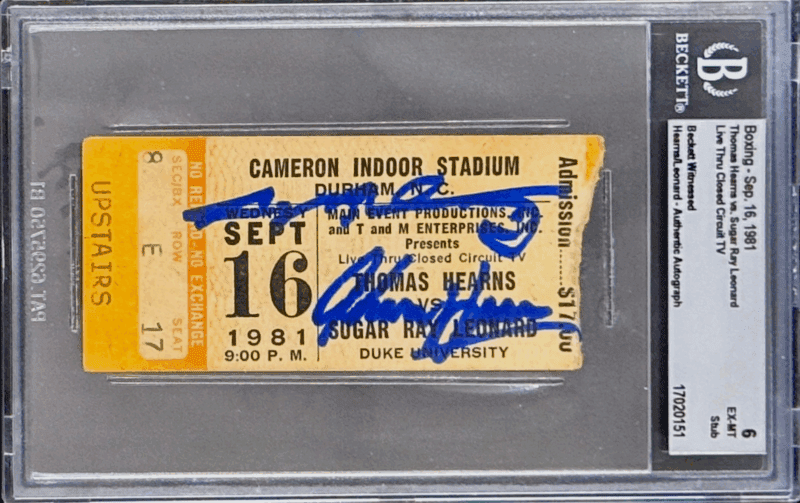 CAMERON INDOOR STADIUM
DURHAM, N.C.
WEDNESY
SEPT
16
1981
9:00 P. M.
MAIN EVENT PRODUCTIONS, INC.
and T and M ENTERPRISES, INC.
Presents
Live Thru Closed Circuit TV
THOMAS HEARNS
VS
SUGAR RAY LEONARD
DUKE UNIVERSITY
Admission ...... $17.00
NO REFUND-NO EXCHANGE
SEC/BX ROW SEAT
8 E 17
UPSTAIRS
B
BECKETT®
Boxing - Sep. 16, 1981
Thomas Hearns vs. Sugar Ray Leonard
Live Thru Closed Circuit TV
Beckett Witnessed
Hearns/Leonard - Authentic Autograph
6
EX-MT
Stub
17020151